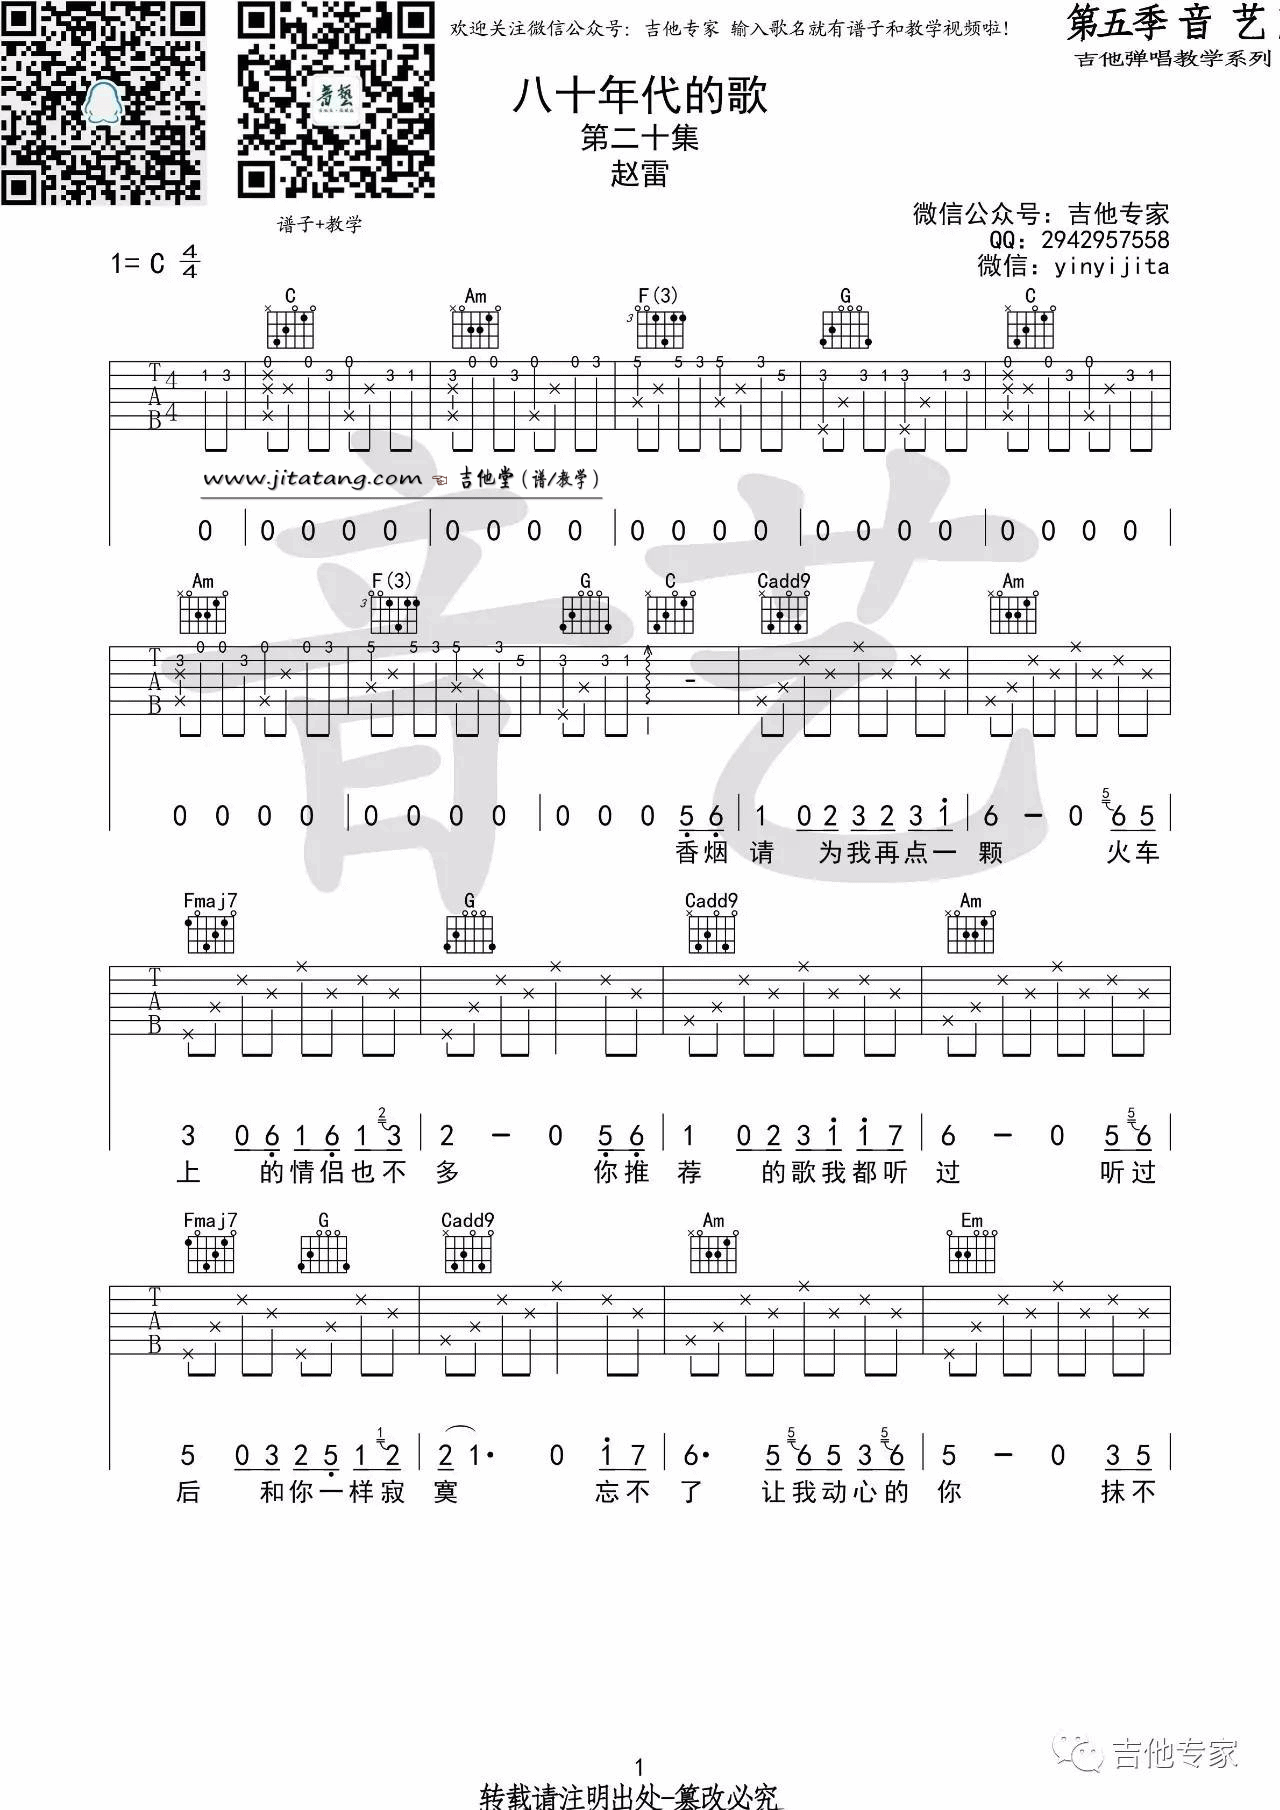 欢迎关注微信公众号：吉他专家 输入歌名就有谱子和教学视频啦！
第五季 音 艺
吉他弹唱教学系列
音艺
八十年代的歌
第二十集
赵雷
谱子+教学
微信公众号：吉他专家
QQ：2942957558
微信：yinyijita
1= C 4/4
C Am F(3) G C
www.jitatang.com 吉他堂（谱/教学）
0 0 0 0 0 0 0 0 0 0 0 0 0 0 0 0 0 0 0 0 0
Am F(3) G C Cadd9 Am
0 0 0 0 0 0 0 0 0 0 0 5 6 1 0 2 3 2 3 1 6 - 0 5 6 5
香烟 请 为我再点一 颗 火车
Fmaj7 G Cadd9 Am
3 0 6 1 6 1 2 3 2 - 0 5 6 1 0 2 3 1 1 7 6 - 0 5 5 6
上 的情侣也不 多 你推 荐 的歌我都听 过 听过
Fmaj7 G Cadd9 Am Em
5 0 3 2 5 1 1 2 2 1· 0 1 7 6· 5 5 6 5 3 5 6 5 - 0 3 5
后 和你一样寂 寞 忘不 了 让我动心的 你 抹不
吉他专家
1
转载请注明出处-篡改必究